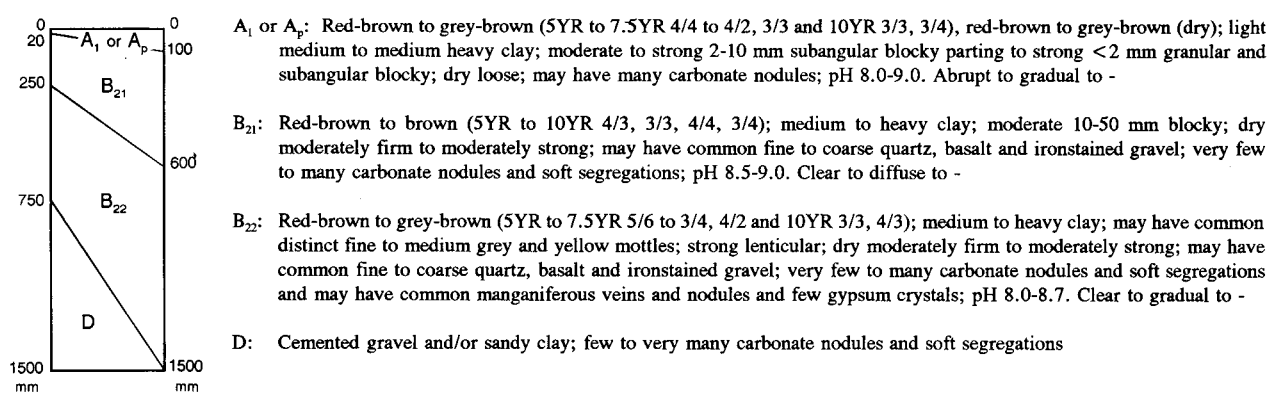 0
20
250
750
1500
mm
A₁ or Aₚ
B₂₁
B₂₂
D
0
100
600
1500
mm
A₁ or Aₚ: Red-brown to grey-brown (5YR to 7.5YR 4/4 to 4/2, 3/3 and 10YR 3/3, 3/4), red-brown to grey-brown (dry); light
medium to medium heavy clay; moderate to strong 2-10 mm subangular blocky parting to strong <2 mm granular and
subangular blocky; dry loose; may have many carbonate nodules; pH 8.0-9.0. Abrupt to gradual to -
B₂₁: Red-brown to brown (5YR to 10YR 4/3, 3/3, 4/4, 3/4); medium to heavy clay; moderate 10-50 mm blocky; dry
moderately firm to moderately strong; may have common fine to coarse quartz, basalt and ironstained gravel; very few
to many carbonate nodules and soft segregations; pH 8.5-9.0. Clear to diffuse to -
B₂₂: Red-brown to grey-brown (5YR to 7.5YR 5/6 to 3/4, 4/2 and 10YR 3/3, 4/3); medium to heavy clay; may have common
distinct fine to medium grey and yellow mottles; strong lenticular; dry moderately firm to moderately strong; may have
common fine to coarse quartz, basalt and ironstained gravel; very few to many carbonate nodules and soft segregations
and may have common manganiferous veins and nodules and few gypsum crystals; pH 8.0-8.7. Clear to gradual to -
D: Cemented gravel and/or sandy clay; few to very many carbonate nodules and soft segregations